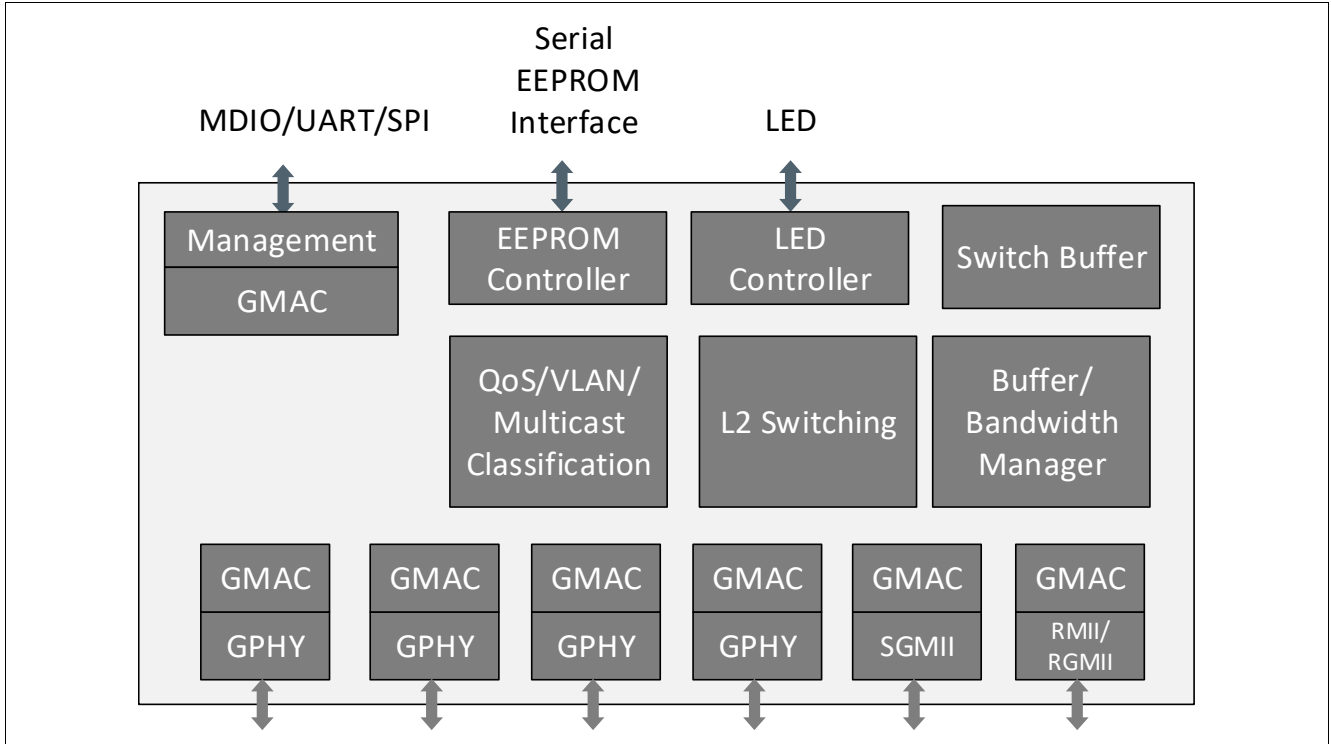 Serial
EEPROM
Interface
MDIO/UART/SPI
LED
Management
GMAC
EEPROM
Controller
LED
Controller
Switch Buffer
QoS/VLAN/
Multicast
Classification
L2 Switching
Buffer/
Bandwidth
Manager
GMAC
GPHY
GMAC
GPHY
GMAC
GPHY
GMAC
GPHY
GMAC
SGMII
GMAC
RMII/
RGMII